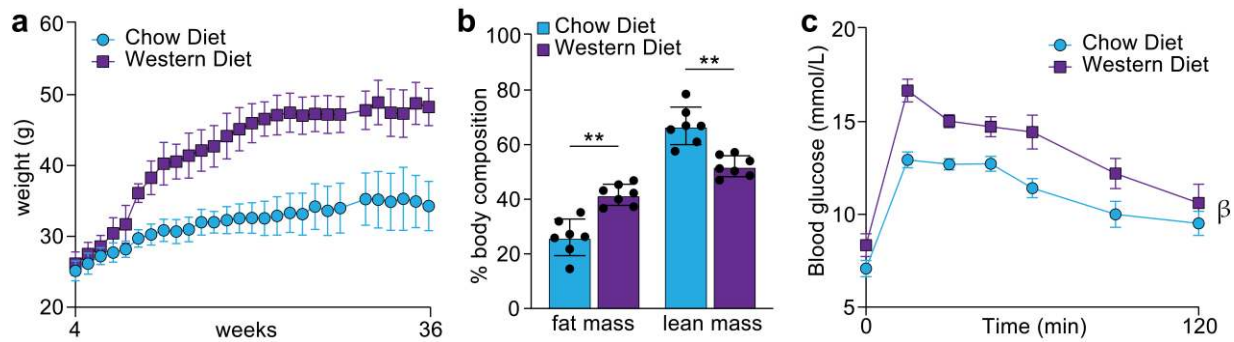 a
60
50
40
30
20
weight (g)
Chow Diet
Western Diet
4
weeks
36
b
Chow Diet
Western Diet
100
80
60
40
20
0
% body composition
**
**
fat mass
lean mass
c
20
15
10
5
Blood glucose (mmol/L)
Chow Diet
Western Diet
β
0
Time (min)
120